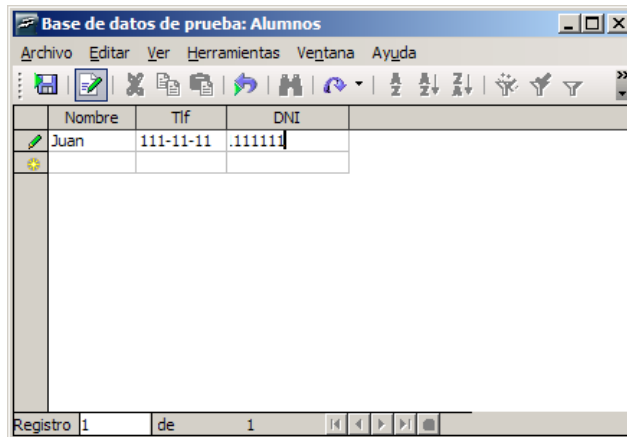 Base de datos de prueba: Alumnos
Archivo Editar Ver Herramientas Ventana Ayuda
Nombre Tlf DNI
Juan 111-11-11 .111111
Registro 1 de 1